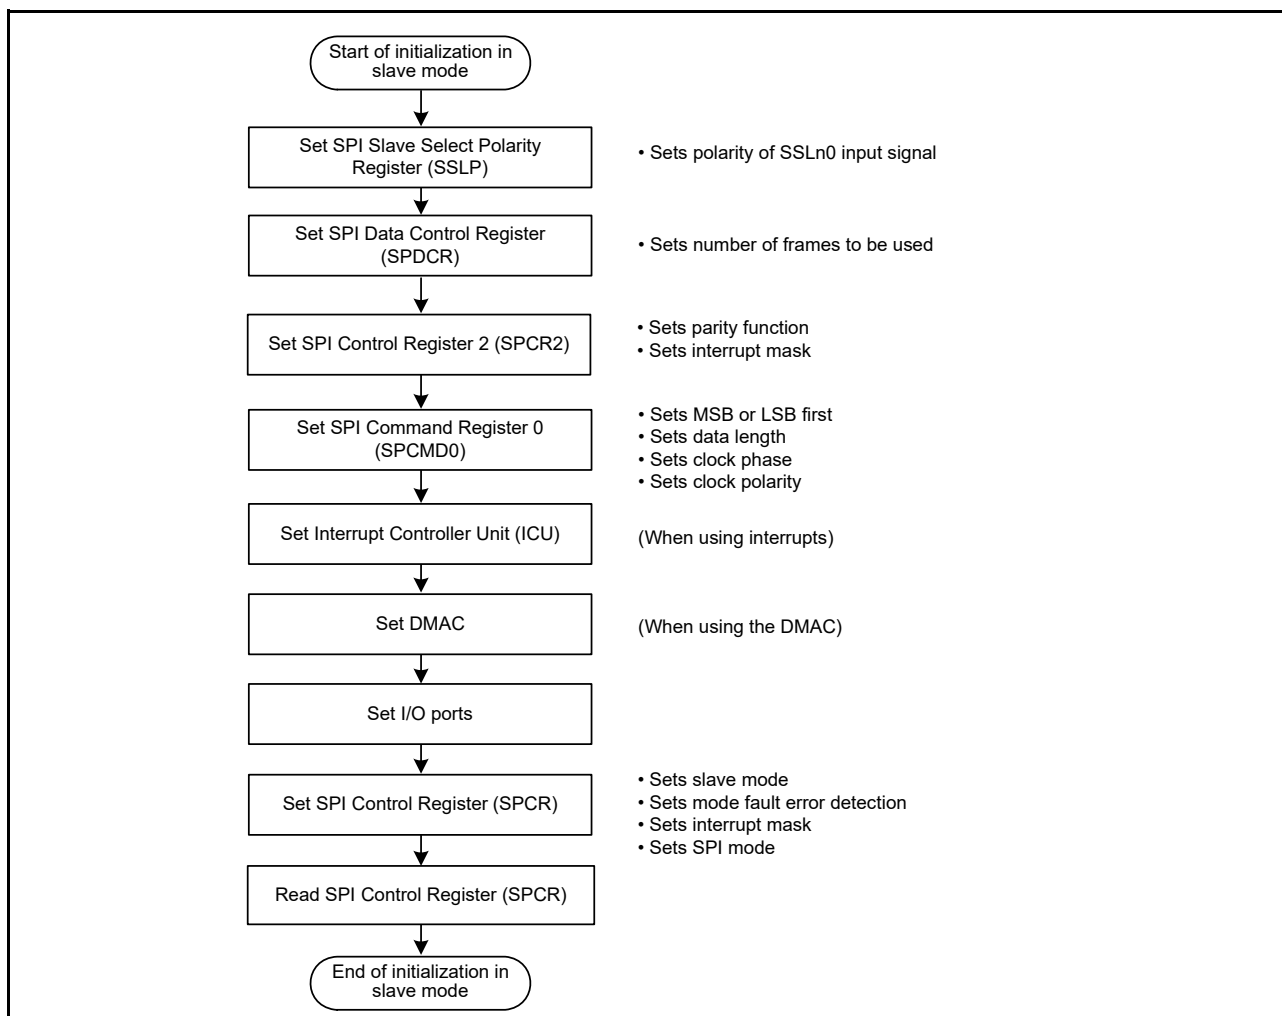 Start of initialization in
slave mode
Set SPI Slave Select Polarity
Register (SSLP)
• Sets polarity of SSLn0 input signal
Set SPI Data Control Register
(SPDCR)
• Sets number of frames to be used
Set SPI Control Register 2 (SPCR2)
• Sets parity function
• Sets interrupt mask
Set SPI Command Register 0
(SPCMD0)
• Sets MSB or LSB first
• Sets data length
• Sets clock phase
• Sets clock polarity
Set Interrupt Controller Unit (ICU)
(When using interrupts)
Set DMAC
(When using the DMAC)
Set I/O ports
Set SPI Control Register (SPCR)
• Sets slave mode
• Sets mode fault error detection
• Sets interrupt mask
• Sets SPI mode
Read SPI Control Register (SPCR)
End of initialization in
slave mode